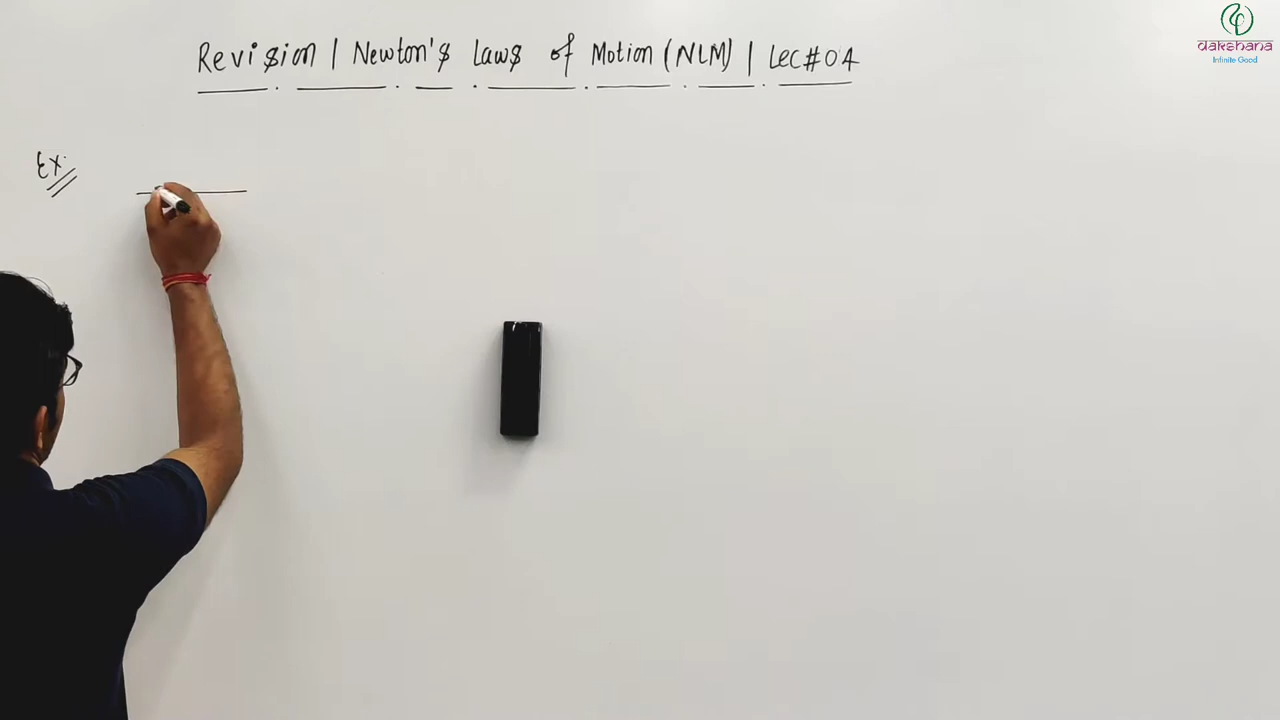 Revision | Newton's Laws of Motion (NLM) | Lec#04
dakshana
Infinite Good
Ex.